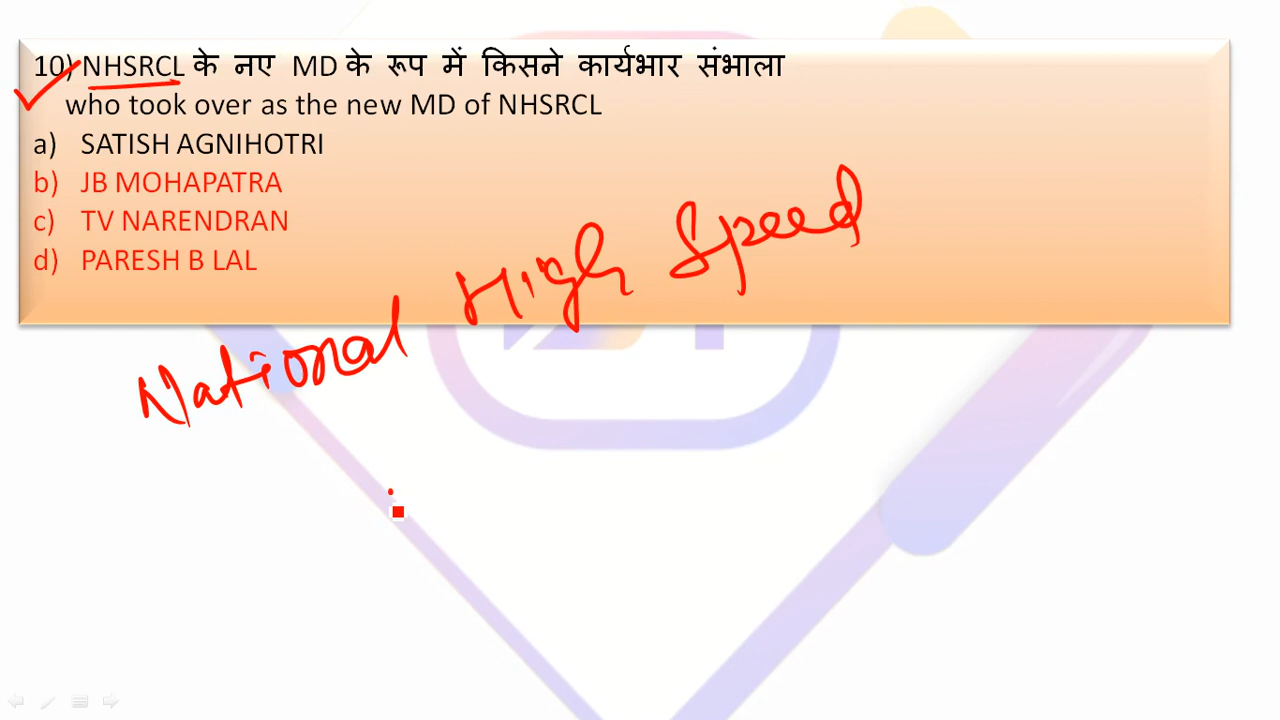 10) NHSRCL के नए MD के रूप में किसने कार्यभार संभाला
who took over as the new MD of NHSRCL
a) SATISH AGNIHOTRI
b) JB MOHAPATRA
c) TV NARENDRAN
d) PARESH B LAL
National High Speed